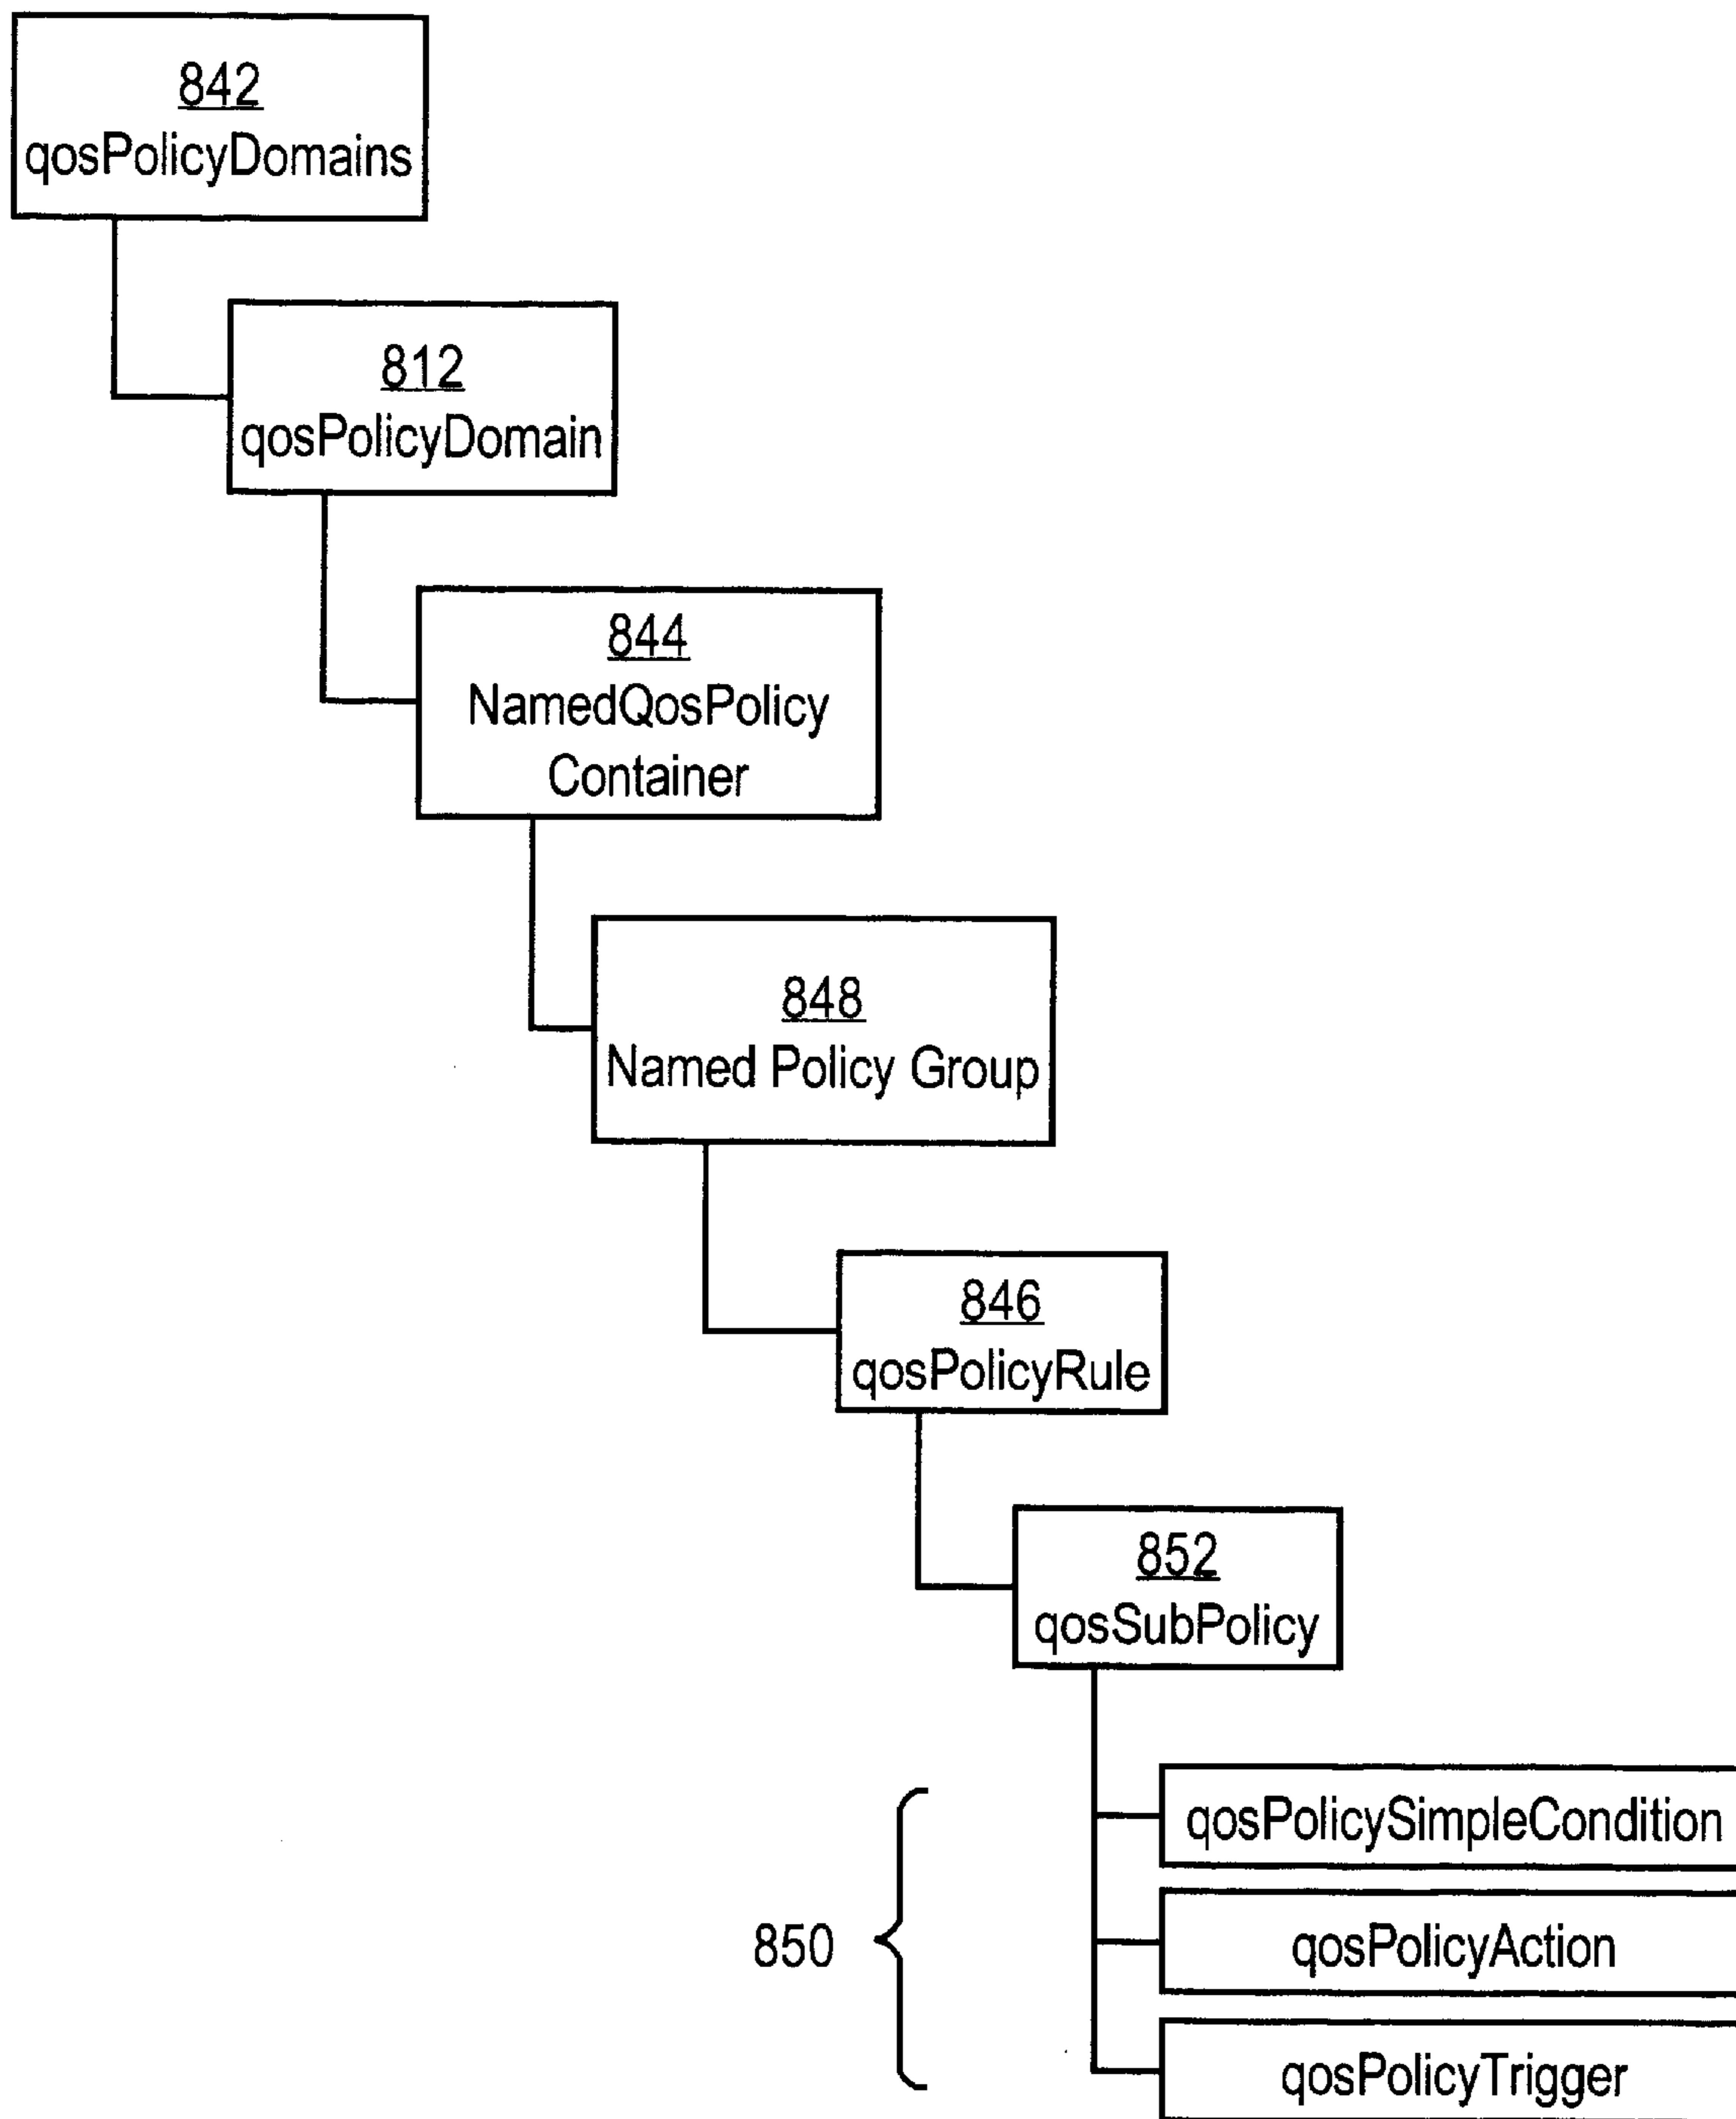 842
qosPolicyDomains
812
qosPolicyDomain
844
NamedQosPolicy
Container
848
Named Policy Group
846
qosPolicyRule
852
qosSubPolicy
850
qosPolicySimpleCondition
qosPolicyAction
qosPolicyTrigger